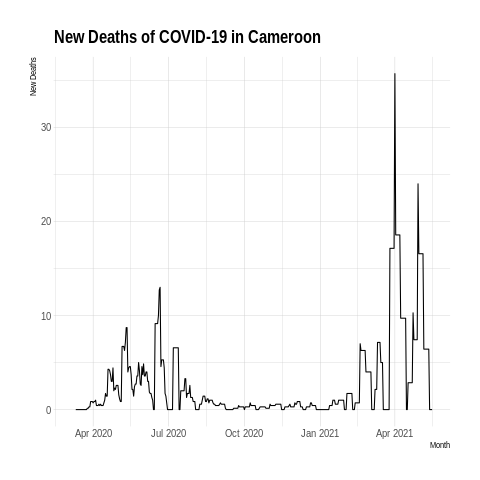 New Deaths of COVID-19 in Cameroon
New Deaths
30
20
10
0
Apr 2020 Jul 2020 Oct 2020 Jan 2021 Apr 2021
Month